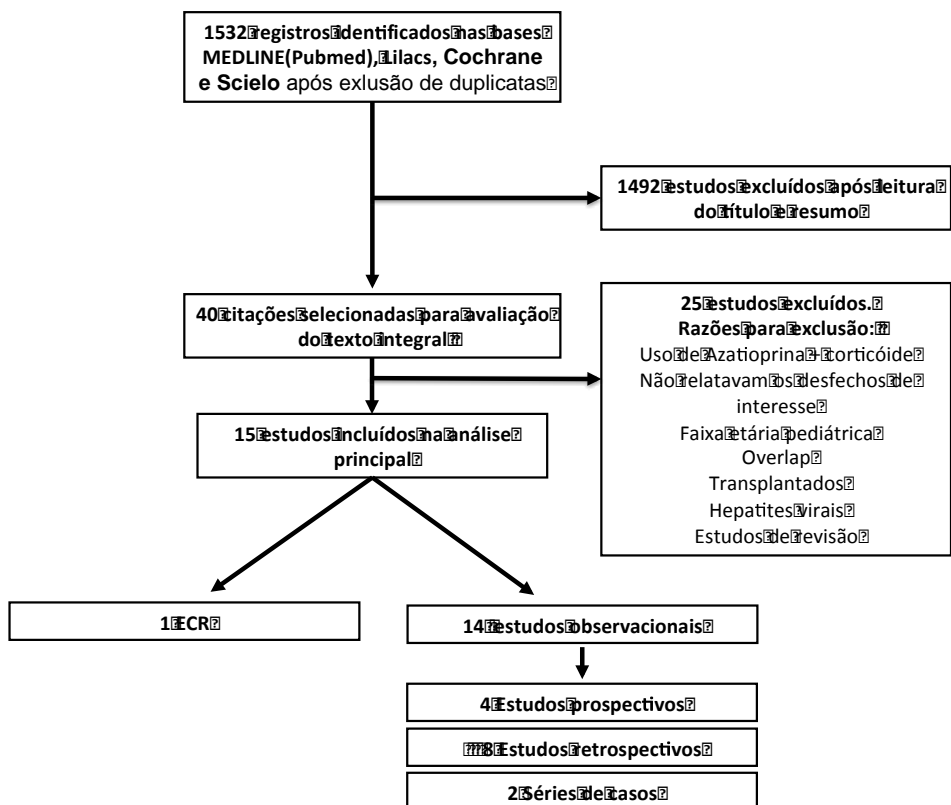 1532 registros identificados nas bases
MEDLINE(Pubmed), Lilacs, Cochrane
e Scielo após exlusão de duplicatas
1492 estudos excluídos após leitura
do título e resumo
40 citações selecionadas para avaliação
do texto integral
25 estudos excluídos.
Razões para exclusão:
Uso de Azatioprina + corticóide
Não relatavam os desfechos de
interesse
Faixa etária pediátrica
Overlap
Transplantados
Hepatites virais
Estudos de revisão
15 estudos incluídos na análise
principal
1 ECR
14 estudos observacionais
4 Estudos prospectivos
8 Estudos retrospectivos
2 Séries de casos